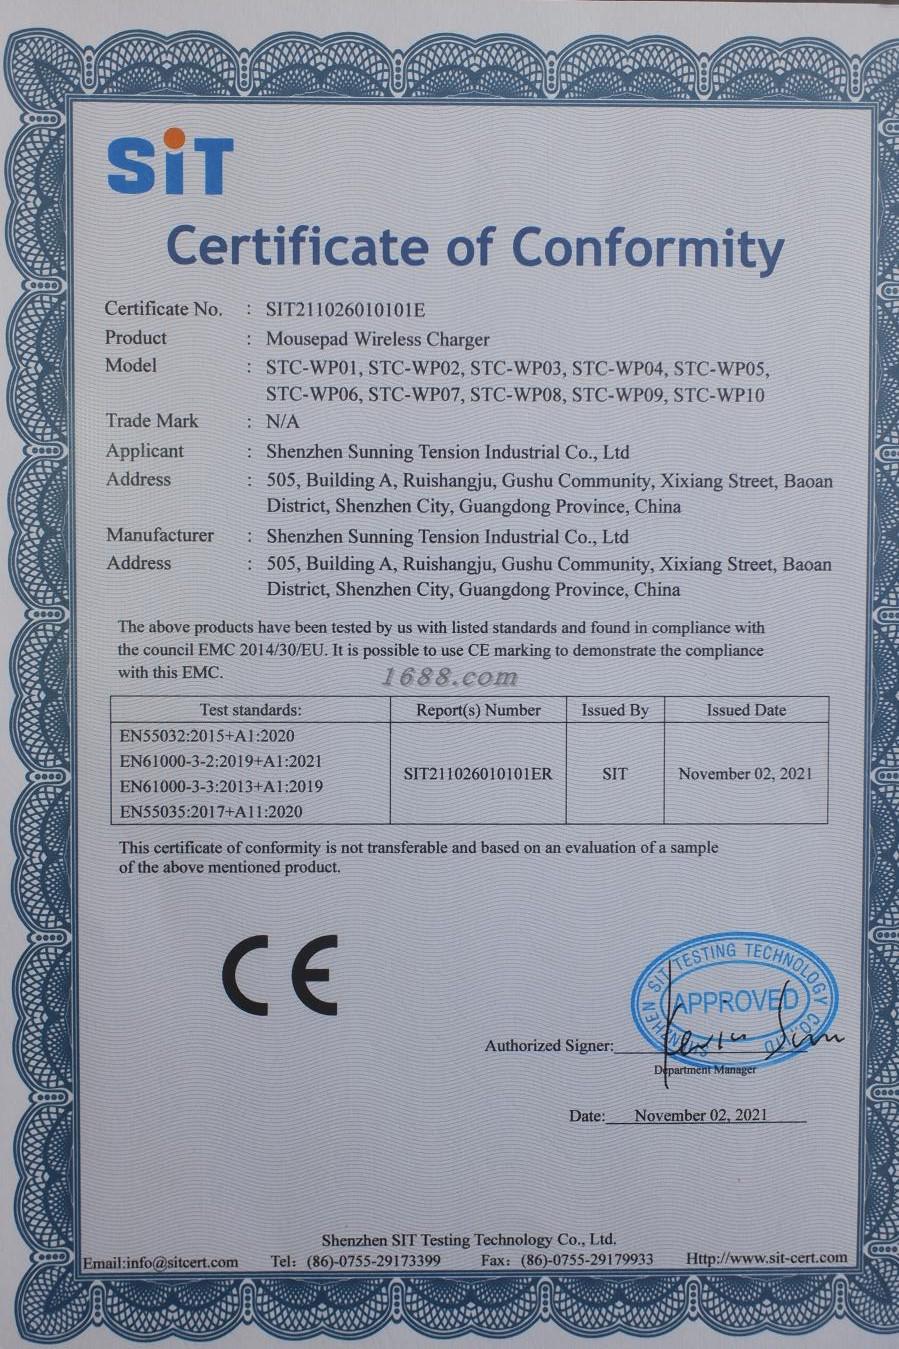 SiT
Certificate of Conformity
Certificate No. : SIT211026010101E
Product : Mousepad Wireless Charger
Model : STC-WP01, STC-WP02, STC-WP03, STC-WP04, STC-WP05,
STC-WP06, STC-WP07, STC-WP08, STC-WP09, STC-WP10
Trade Mark : N/A
Applicant : Shenzhen Sunning Tension Industrial Co., Ltd
Address : 505, Building A, Ruishangju, Gushu Community, Xixiang Street, Baoan
District, Shenzhen City, Guangdong Province, China
Manufacturer : Shenzhen Sunning Tension Industrial Co., Ltd
Address : 505, Building A, Ruishangju, Gushu Community, Xixiang Street, Baoan
District, Shenzhen City, Guangdong Province, China
The above products have been tested by us with listed standards and found in compliance with
the council EMC 2014/30/EU. It is possible to use CE marking to demonstrate the compliance
with this EMC.
1688.com
Test standards: Report(s) Number Issued By Issued Date
EN55032:2015+A1:2020
EN61000-3-2:2019+A1:2021
SIT211026010101ER SIT November 02, 2021
EN61000-3-3:2013+A1:2019
EN55035:2017+A11:2020
This certificate of conformity is not transferable and based on an evaluation of a sample
of the above mentioned product.
CE
SHENZHEN SIT TESTING TECHNOLOGY CO., LTD
APPROVED
Authorized Signer: Kevin Sun
Department Manager
Date: November 02, 2021
Shenzhen SIT Testing Technology Co., Ltd.
Email:info@sitcert.com Tel: (86)-0755-29173399 Fax: (86)-0755-29179933 Http://www.sit-cert.com